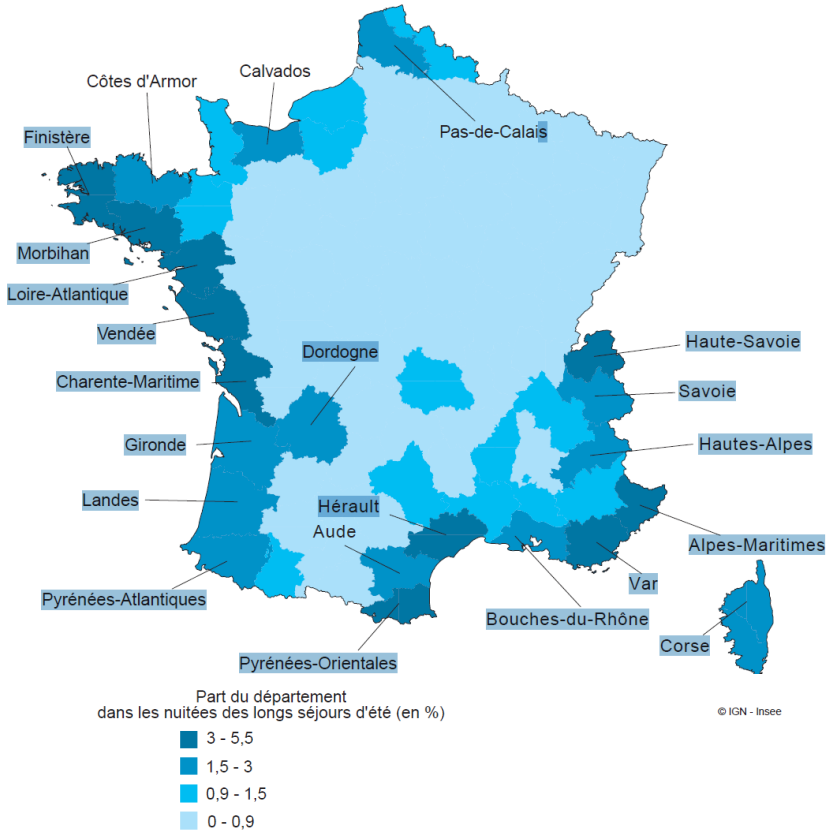 Côtes d'Armor
Calvados
Pas-de-Calais
Finistère
Morbihan
Loire-Atlantique
Vendée
Dordogne
Haute-Savoie
Charente-Maritime
Savoie
Gironde
Hautes-Alpes
Landes
Hérault
Aude
Alpes-Maritimes
Var
Pyrénées-Atlantiques
Bouches-du-Rhône
Corse
Pyrénées-Orientales
Part du département
dans les nuitées des longs séjours d'été (en %)
© IGN - Insee
3 - 5,5
1,5 - 3
0,9 - 1,5
0 - 0,9